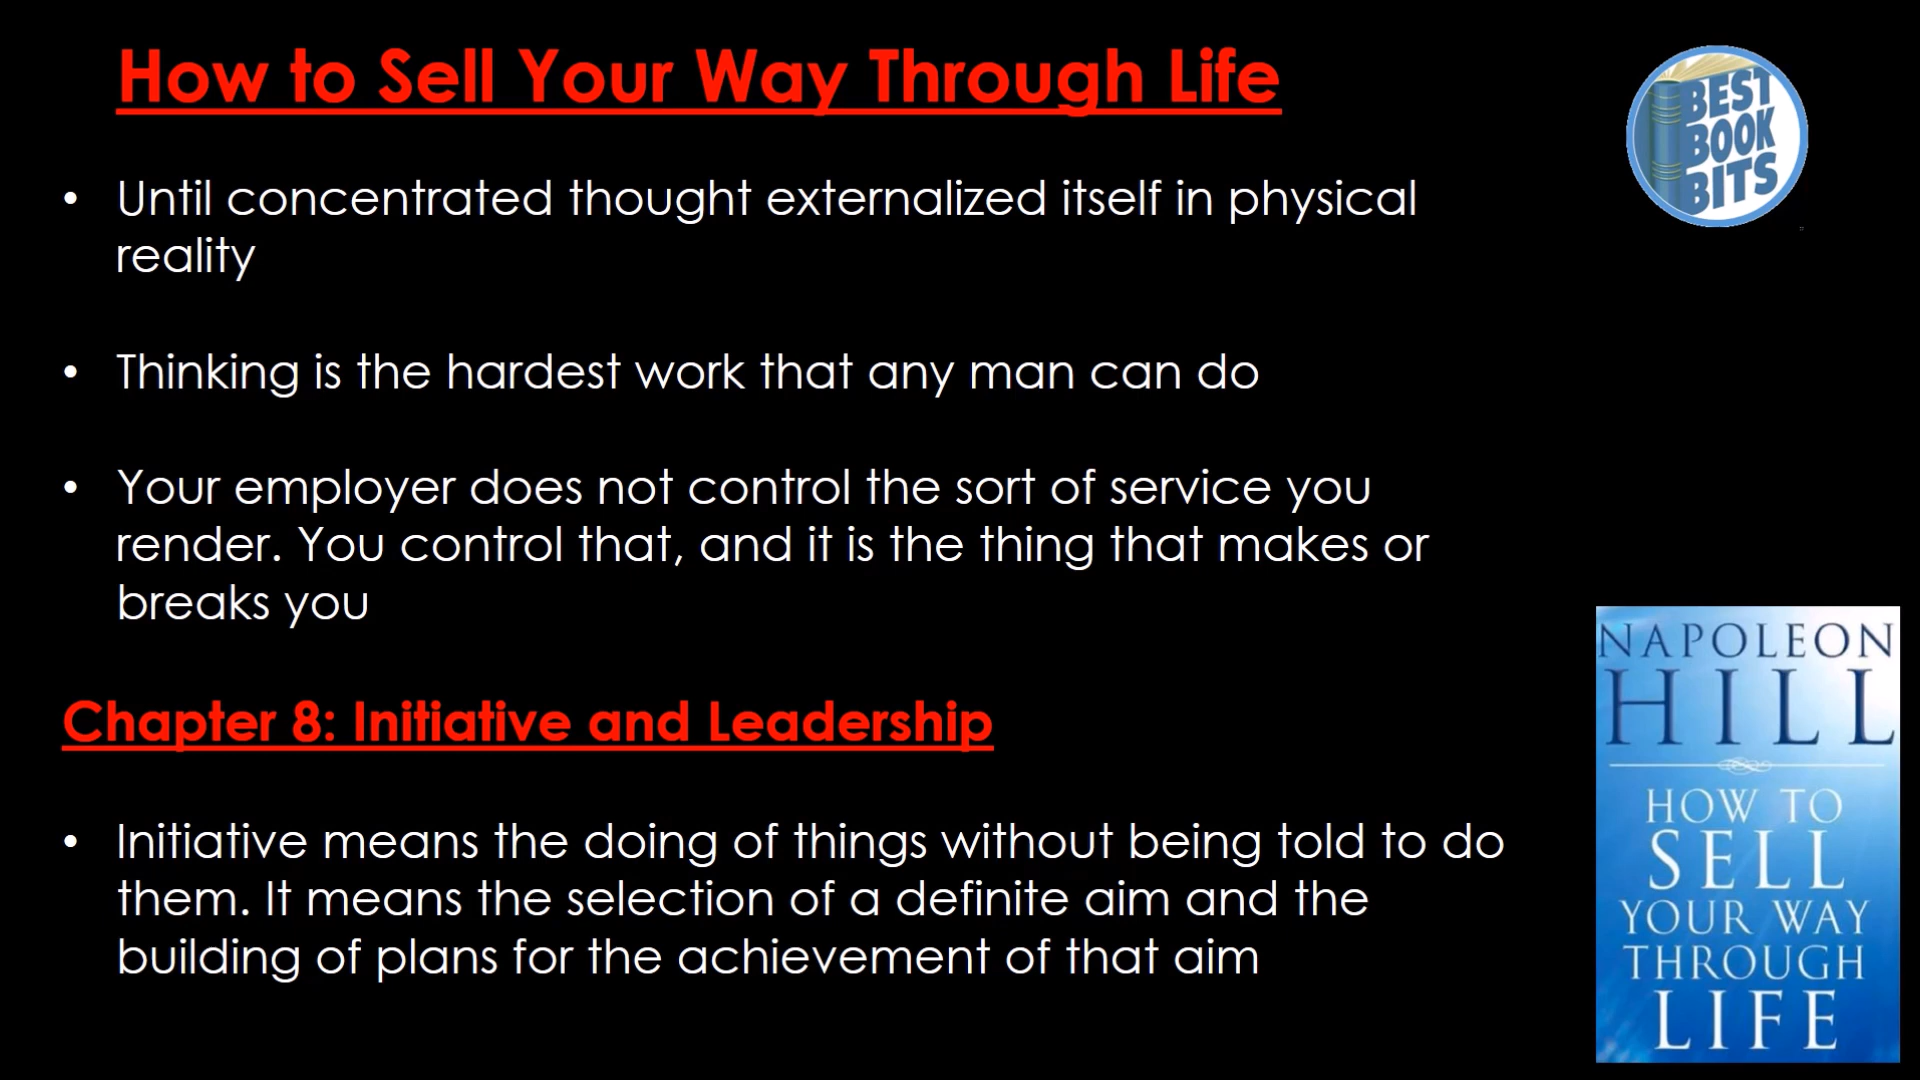 How to Sell Your Way Through Life
BEST
BOOK
BITS
• Until concentrated thought externalized itself in physical
reality
• Thinking is the hardest work that any man can do
• Your employer does not control the sort of service you
render. You control that, and it is the thing that makes or
breaks you
Chapter 8: Initiative and Leadership
• Initiative means the doing of things without being told to do
them. It means the selection of a definite aim and the
building of plans for the achievement of that aim
NAPOLEON
HILL
HOW TO
SELL
YOUR WAY
THROUGH
LIFE